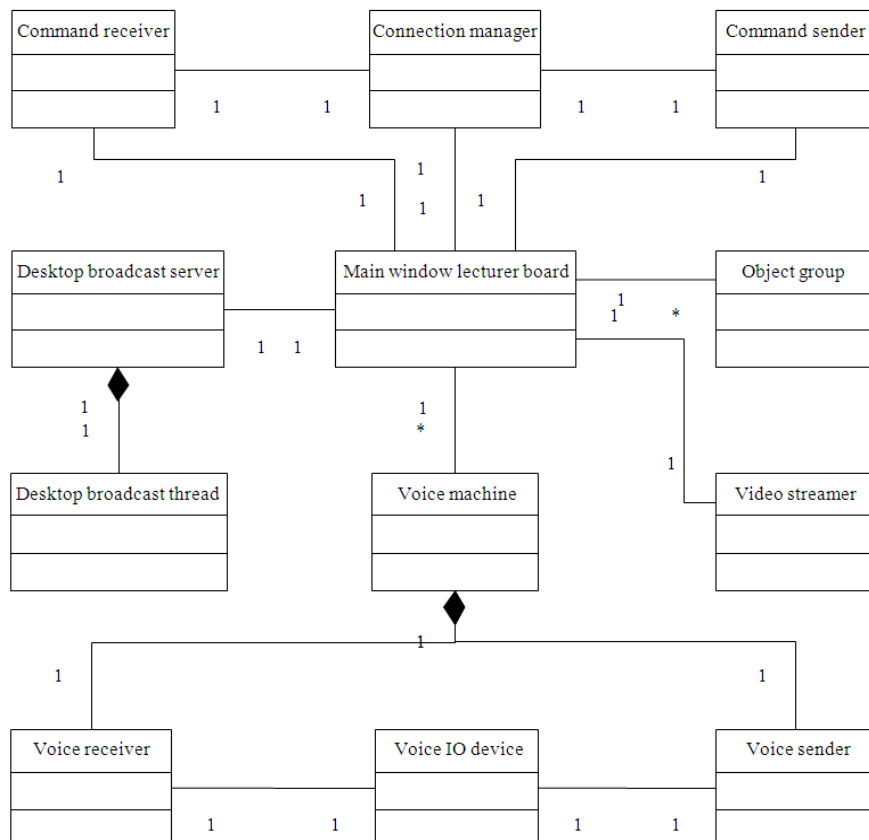 Command receiver
Connection manager
Command sender
1
1
1
1
1
1
1
1
1
1
Desktop broadcast server
Main window lecturer board
Object group
1
1
*
1
1
1
1
1
*
1
Desktop broadcast thread
Voice machine
Video streamer
1
1
1
Voice receiver
Voice IO device
Voice sender
1
1
1
1